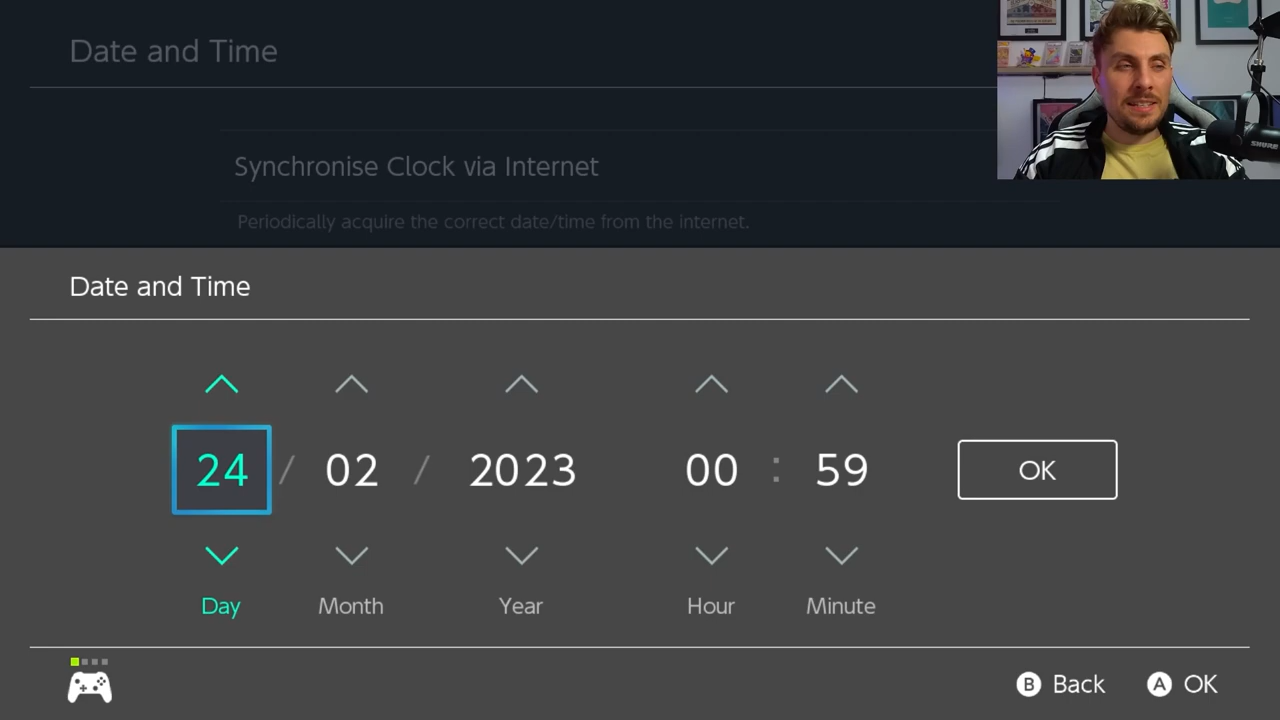 Date and Time
Synchronise Clock via Internet
Periodically acquire the correct date/time from the internet.
SHURE
Date and Time
24 / 02 / 2023 00 : 59 OK
Day Month Year Hour Minute
B Back A OK